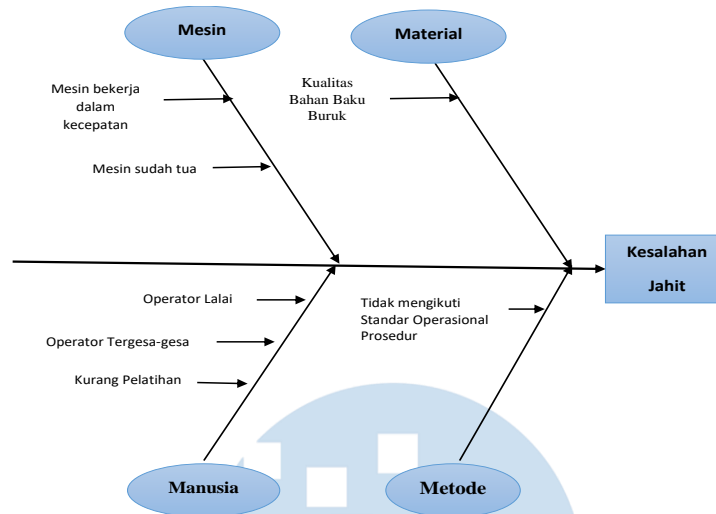 Mesin
Material
Mesin bekerja
dalam
kecepatan
Kualitas
Bahan Baku
Buruk
Mesin sudah tua
Kesalahan
Jahit
Operator Lalai
Tidak mengikuti
Standar Operasional
Prosedur
Operator Tergesa-gesa
Kurang Pelatihan
Manusia
Metode